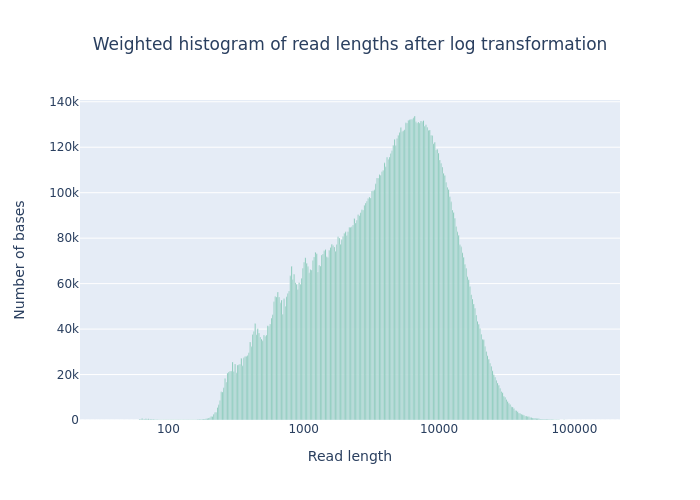 Weighted histogram of read lengths after log transformation
140k
120k
100k
80k
60k
40k
20k
0
Number of bases
100
1000
10000
100000
Read length